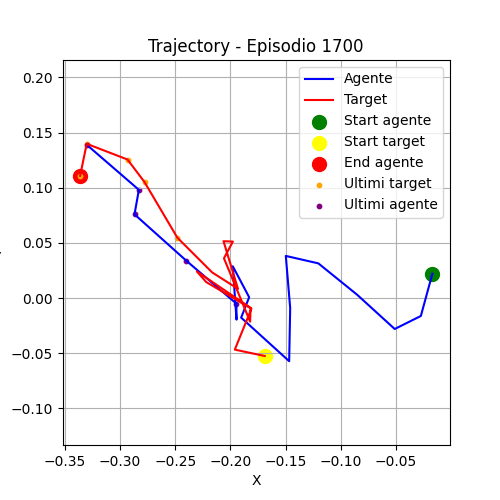 Trajectory - Episodio 1700
Agente
Target
Start agente
Start target
End agente
Ultimi target
Ultimi agente
0.20
0.15
0.10
0.05
0.00
−0.05
−0.10
−0.35
−0.30
−0.25
−0.20
−0.15
−0.10
−0.05
X